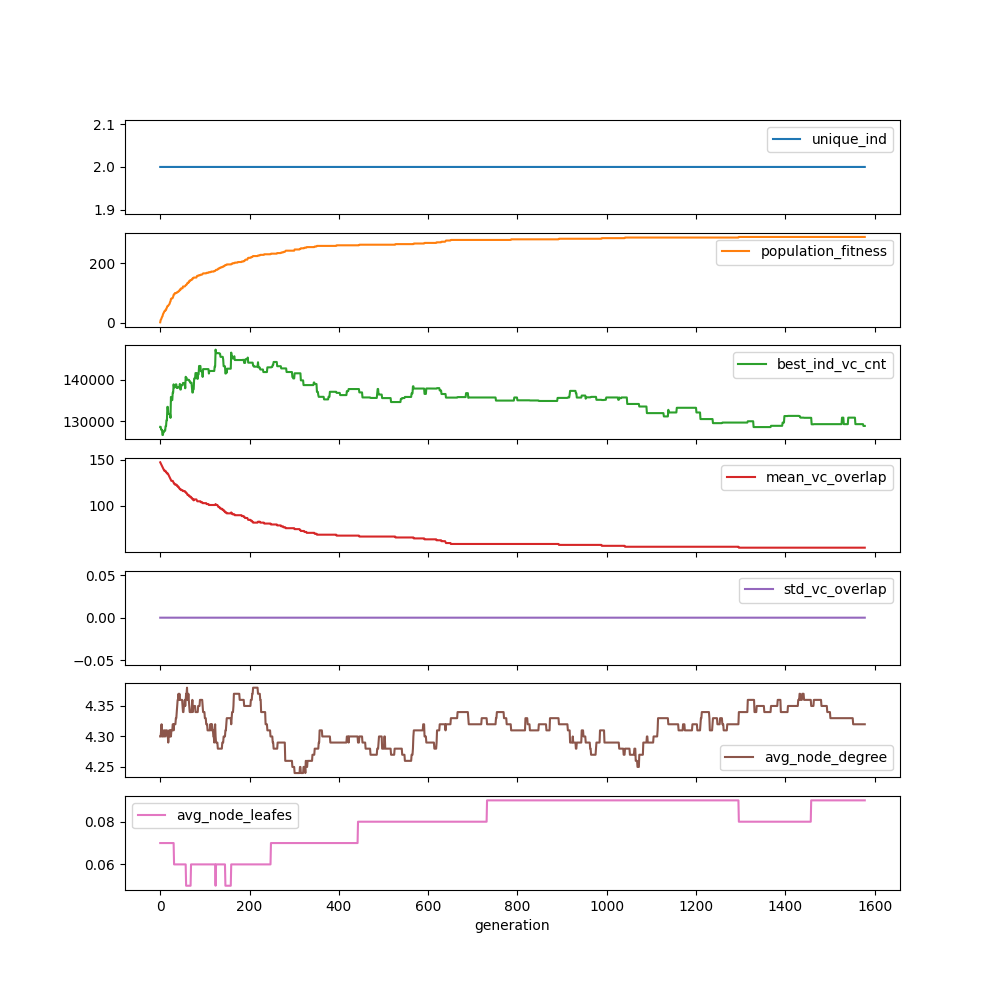 2.1
2.0
1.9
unique_ind
200
0
population_fitness
140000
130000
best_ind_vc_cnt
150
100
mean_vc_overlap
0.05
0.00
−0.05
std_vc_overlap
4.35
4.30
4.25
avg_node_degree
0.08
0.06
avg_node_leafes
0 200 400 600 800 1000 1200 1400 1600
generation